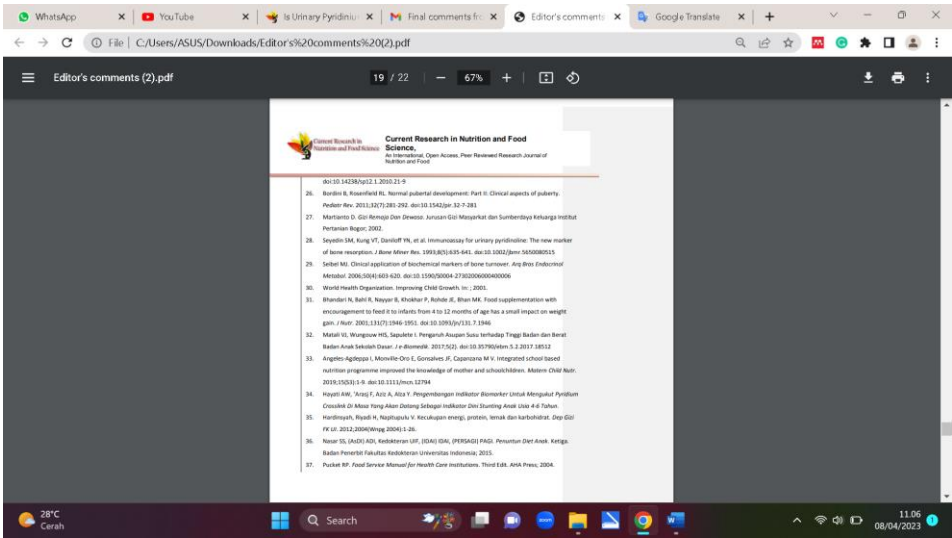 WhatsApp
YouTube
Is Urinary Pyridiniu
Final comments fro
Editor's comments
Google Translate
File
C:/Users/ASUS/Downloads/Editor's%20comments%20(2).pdf
Editor's comments (2).pdf
19 / 22
67%
Current Research in
Nutrition and Food Science
Current Research in Nutrition and Food
Science,
An International, Open Access, Peer Reviewed Research Journal of
Nutrition and Food
doi:10.14238/sp12.1.2010.21-9
26. Bordini B, Rosenfield RL. Normal pubertal development: Part II: Clinical aspects of puberty.
Pediatr Rev. 2011;32(7):281-292. doi:10.1542/pir.32-7-281
27. Martianto D. Gizi Remaja Dan Dewasa. Jurusan Gizi Masyarkat dan Sumberdaya Keluarga Institut
Pertanian Bogor; 2002.
28. Seyedin SM, Kung VT, Daniloff YN, et al. Immunoassay for urinary pyridinoline: The new marker
of bone resorption. J Bone Miner Res. 1993;8(5):635-641. doi:10.1002/jbmr.5650080515
29. Seibel MJ. Clinical application of biochemical markers of bone turnover. Arq Bras Endocrinol
Metabol. 2006;50(4):603-620. doi:10.1590/S0004-27302006000400006
30. World Health Organization. Improving Child Growth. In: ; 2001.
31. Bhandari N, Bahl R, Nayyar B, Khokhar P, Rohde JE, Bhan MK. Food supplementation with
encouragement to feed it to infants from 4 to 12 months of age has a small impact on weight
gain. J Nutr. 2001;131(7):1946-1951. doi:10.1093/jn/131.7.1946
32. Matali VJ, Wungouw HIS, Sapulete I. Pengaruh Asupan Susu terhadap Tinggi Badan dan Berat
Badan Anak Sekolah Dasar. J e-Biomedik. 2017;5(2). doi:10.35790/ebm.5.2.2017.18512
33. Angeles-Agdeppa I, Monville-Oro E, Gonsalves JF, Capanzana M V. Integrated school based
nutrition programme improved the knowledge of mother and schoolchildren. Matern Child Nutr.
2019;15(S3):1-9. doi:10.1111/mcn.12794
34. Hayati AW, 'Arasj F, Aziz A, Alza Y. Pengembangan Indikator Biomarker Untuk Mengukut Pyridium
Crosslink Di Masa Yang Akan Datang Sebagai Indikator Dini Stunting Anak Usia 4-6 Tahun.
35. Hardinsyah, Riyadi H, Napitupulu V. Kecukupan energi, protein, lemak dan karbohidrat. Dep Gizi
FK UI. 2012;2004(Wnpg 2004):1-26.
36. Nasar SS, (AsDI) ADI, Kedokteran UIF, (IDAI) IDAI, (PERSAGI) PAGI. Penuntun Diet Anak. Ketiga.
Badan Penerbit Fakultas Kedokteran Universitas Indonesia; 2015.
37. Pucket RP. Food Service Manual for Health Care Institutions. Third Edit. AHA Press; 2004.
28°C
Cerah
Search
zoom
11.06
08/04/2023
1